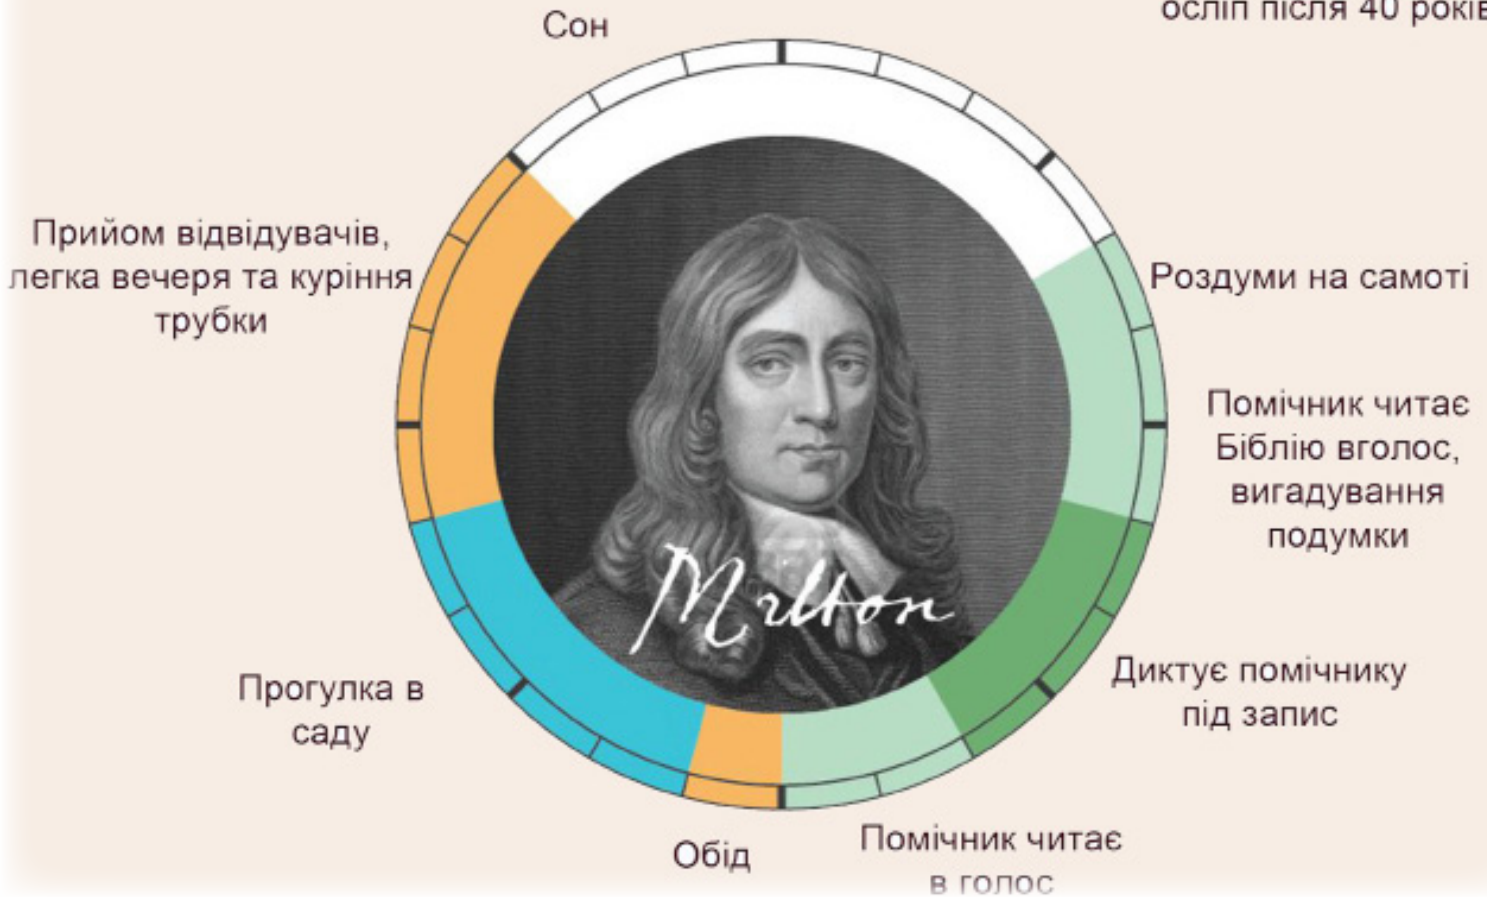 осліп після 40 років
Сон
Прийом відвідувачів,
легка вечеря та куріння
трубки
Роздуми на самоті
Помічник читає
Біблію вголос,
вигадування
подумки
Milton
Диктує помічнику
під запис
Прогулка в
саду
Помічник читає
в голос
Обід